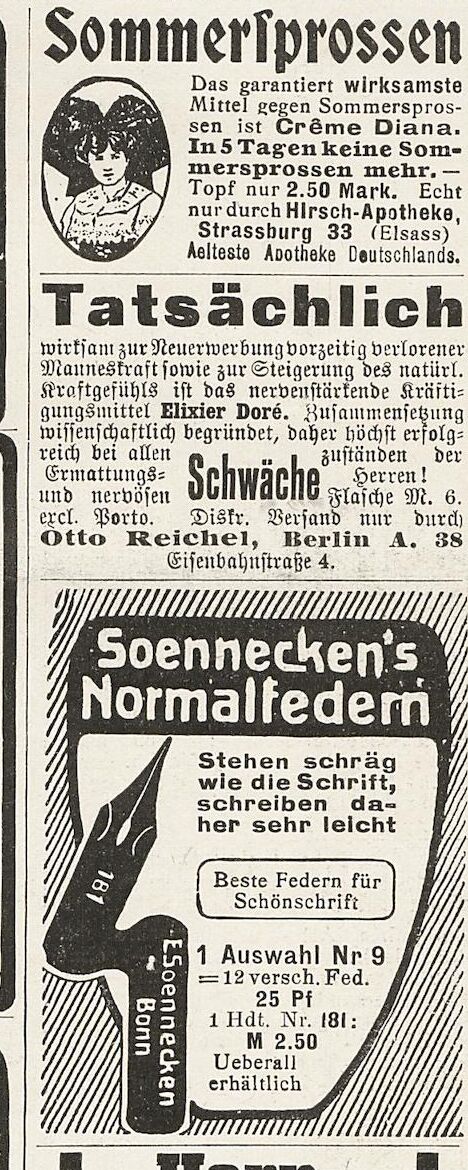 Sommersprossen
Das garantiert wirksamste
Mittel gegen Sommerspros-
sen ist Crême Diana.
In 5 Tagen keine Som-
mersprossen mehr. —
Topf nur 2.50 Mark. Echt
nur durch Hirsch-Apotheke,
Strassburg 33 (Elsass)
Aelteste Apotheke Deutschlands.
Tatsächlich
wirksam zur Neuerwerbung vorzeitig verlorener
Manneskraft sowie zur Steigerung des natürl.
Kraftgefühls ist das nervenstärkende Kräfti-
gungsmittel Elixier Doré. Zusammensetzung
wissenschaftlich begründet, daher höchst erfolg-
reich bei allen Schwächezuständen der
Ermattungs- Herren!
und nervösen Flasche M. 6.
excl. Porto. Diskr. Versand nur durch
Otto Reichel, Berlin A. 38
Eisenbahnstraße 4.
Soennecken's
Normalfedern
Stehen schräg
wie die Schrift,
schreiben da-
her sehr leicht
181
Beste Federn für
Schönschrift
F. Soennecken
Bonn
1 Auswahl Nr 9
= 12 versch. Fed.
25 Pf
1 Hdt. Nr. 181:
M 2.50
Ueberall
erhältlich